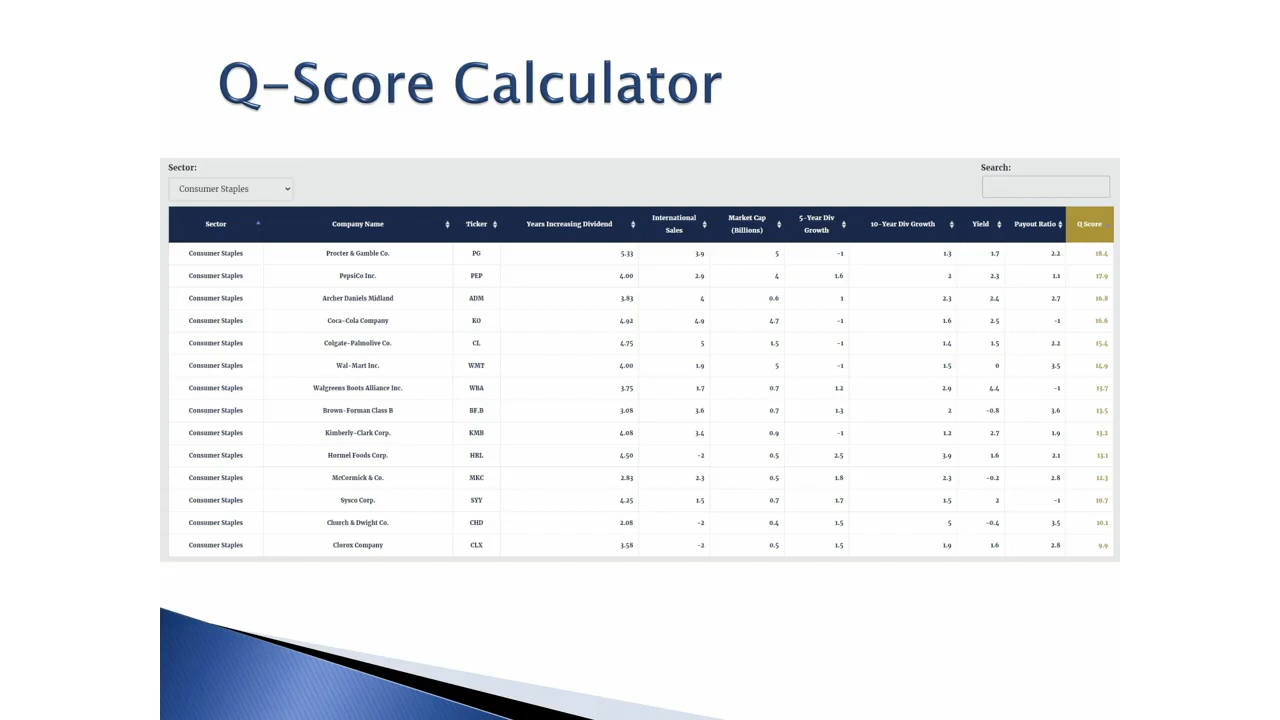 Q-Score Calculator
Sector: Search:
Consumer Staples
Sector Company Name Ticker Years Increasing Dividend International Sales Market Cap (Billions) 5-Year Div Growth 10-Year Div Growth Yield Payout Ratio Q Score
Consumer Staples Procter & Gamble Co. PG 5.33 3.9 5 -1 1.3 1.7 2.2 18.4
Consumer Staples PepsiCo Inc. PEP 4.00 2.9 4 1.6 2 2.3 1.1 17.9
Consumer Staples Archer Daniels Midland ADM 3.83 4 0.6 1 2.3 2.4 2.7 16.8
Consumer Staples Coca-Cola Company KO 4.92 4.9 4.7 -1 1.6 2.5 -1 16.6
Consumer Staples Colgate-Palmolive Co. CL 4.75 5 1.5 -1 1.4 1.5 2.2 15.4
Consumer Staples Wal-Mart Inc. WMT 4.00 1.9 5 -1 1.5 0 3.5 14.9
Consumer Staples Walgreens Boots Alliance Inc. WBA 3.75 1.7 0.7 1.2 2.9 4.4 -1 13.7
Consumer Staples Brown-Forman Class B BF.B 3.08 3.6 0.7 1.3 2 -0.8 3.6 13.5
Consumer Staples Kimberly-Clark Corp. KMB 4.08 3.4 0.9 -1 1.2 2.7 1.9 13.2
Consumer Staples Hormel Foods Corp. HRL 4.50 -2 0.5 2.5 3.9 1.6 2.1 13.1
Consumer Staples McCormick & Co. MKC 2.83 2.3 0.5 1.8 2.3 -0.2 2.8 12.3
Consumer Staples Sysco Corp. SYY 4.25 1.5 0.7 1.7 1.5 2 -1 10.7
Consumer Staples Church & Dwight Co. CHD 2.08 -2 0.4 1.5 5 -0.4 3.5 10.1
Consumer Staples Clorox Company CLX 3.58 -2 0.5 1.5 1.9 1.6 2.8 9.9